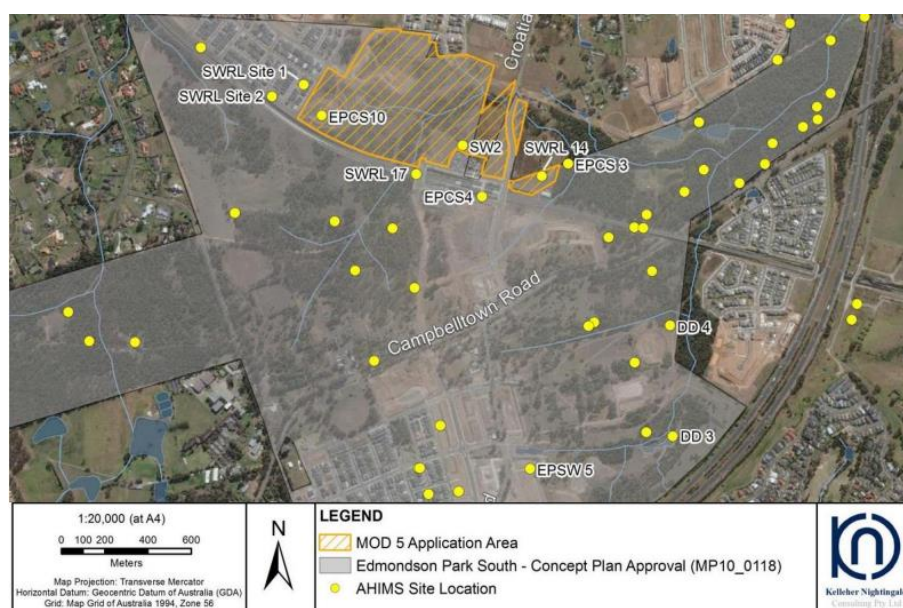 Croatia
SWRL Site 1
SWRL Site 2
EPCS10
SW2
SWRL 14
EPCS 3
SWRL 17
EPCS4
Campbelltown Road
DD 4
DD 3
EPSW 5
1:20,000 (at A4)
0 100 200 400 600
Meters
Map Projection: Transverse Mercator
Horizontal Datum: Geocentric Datum of Australia (GDA)
Grid: Map Grid of Australia 1994, Zone 56
N
LEGEND
MOD 5 Application Area
Edmondson Park South - Concept Plan Approval (MP10_0118)
AHIMS Site Location
Kelleher Nightingale
Consulting Pty Ltd